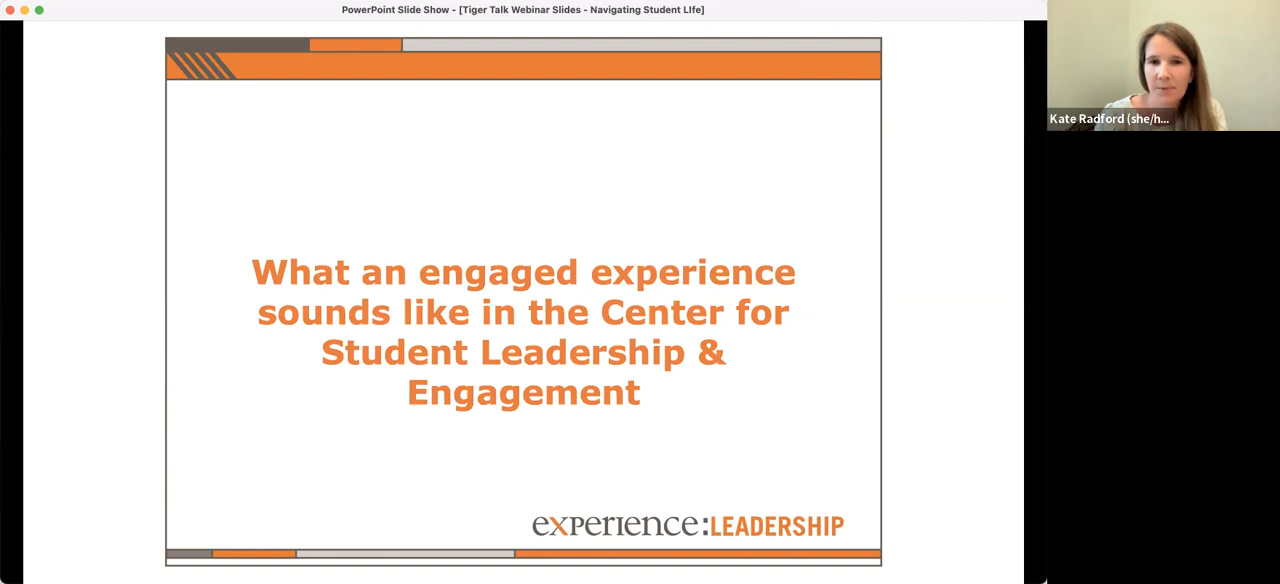 PowerPoint Slide Show - [Tiger Talk Webinar Slides - Navigating Student LIfe]
Kate Radford (she/h...
What an engaged experience
sounds like in the Center for
Student Leadership &
Engagement
experience:LEADERSHIP